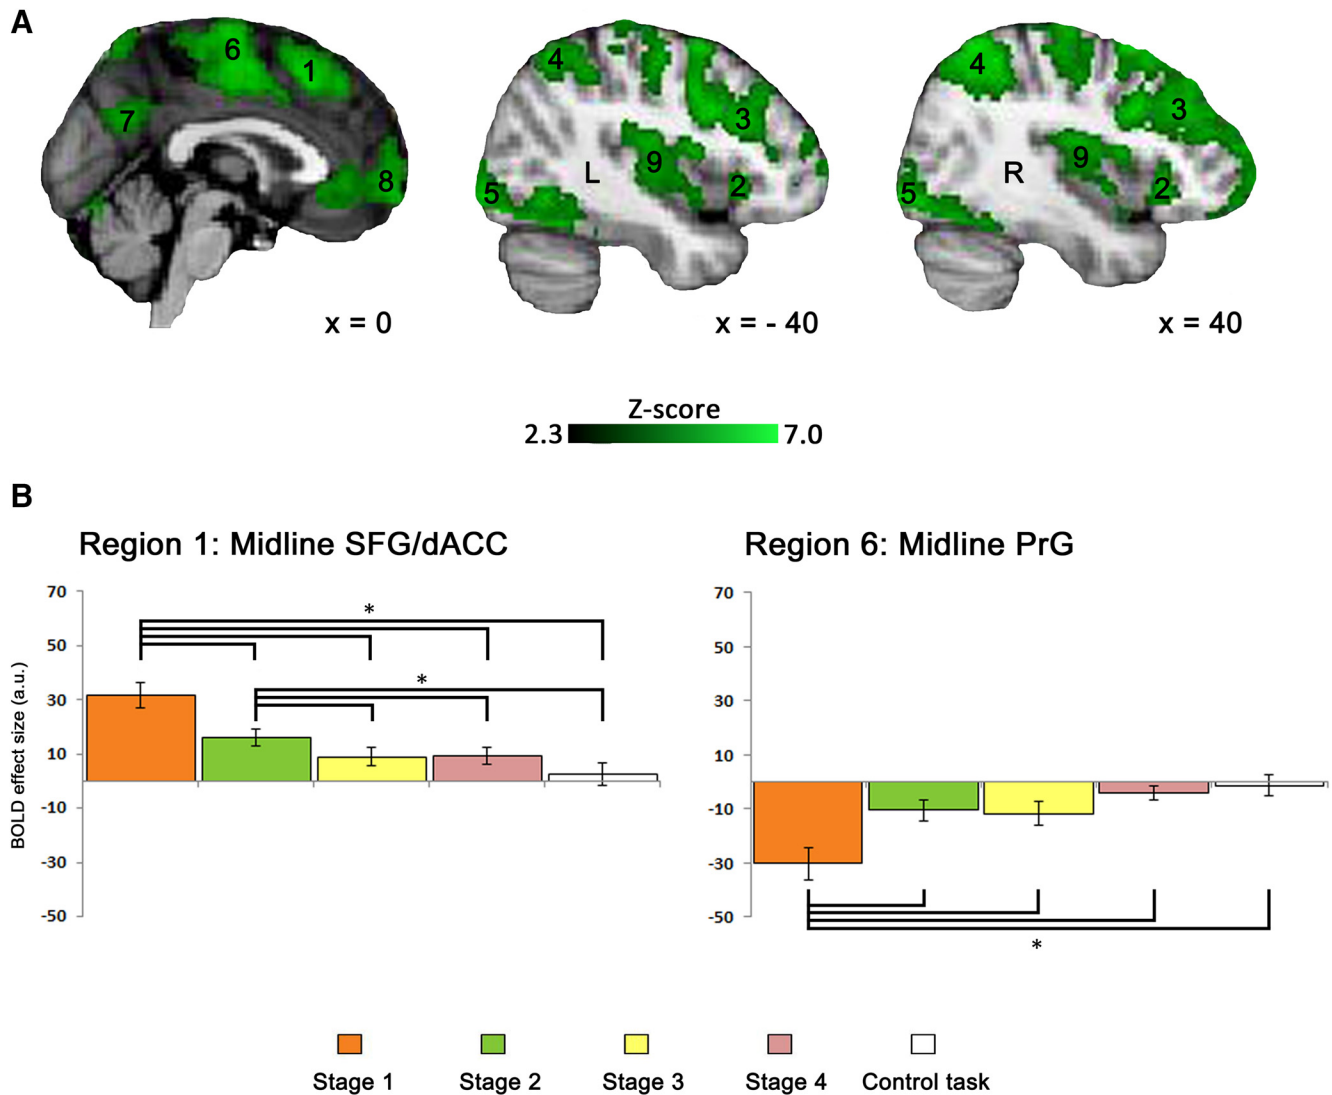 A
6
1
7
8
x = 0
4
3
9
L
2
5
x = - 40
4
3
9
R
2
5
x = 40
Z-score
2.3 7.0
B
Region 1: Midline SFG/dACC
BOLD effect size (a.u.)
70
50
30
10
-10
-30
-50
*
*
Region 6: Midline PrG
70
50
30
10
-10
-30
-50
*
Stage 1 Stage 2 Stage 3 Stage 4 Control task